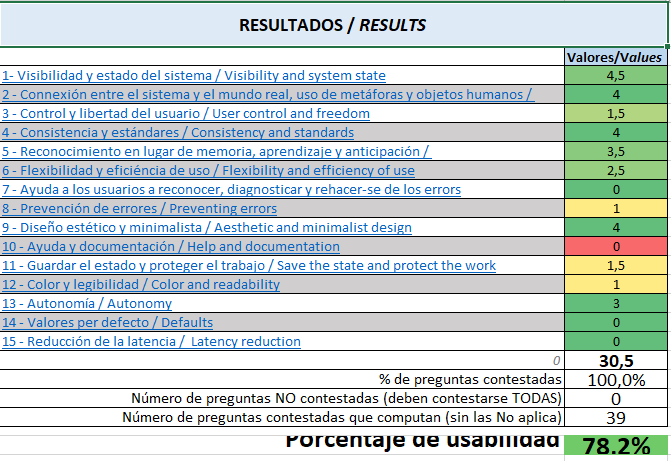 RESULTADOS / RESULTS
Valores/Values
1- Visibilidad y estado del sistema / Visibility and system state 4,5
2 - Connexión entre el sistema y el mundo real, uso de metáforas y objetos humanos / 4
3 - Control y libertad del usuario / User control and freedom 1,5
4 - Consistencia y estándares / Consistency and standards 4
5 - Reconocimiento en lugar de memoria, aprendizaje y anticipación / 3,5
6 - Flexibilidad y eficiéncia de uso / Flexibility and efficiency of use 2,5
7 - Ayuda a los usuarios a reconocer, diagnosticar y rehacer-se de los errors 0
8 - Prevención de errores / Preventing errors 1
9 - Diseño estético y minimalista / Aesthetic and minimalist design 4
10 - Ayuda y documentación / Help and documentation 0
11 - Guardar el estado y proteger el trabajo / Save the state and protect the work 1,5
12 - Color y legibilidad / Color and readability 1
13 - Autonomía / Autonomy 3
14 - Valores per defecto / Defaults 0
15 - Reducción de la latencia / Latency reduction 0
0 30,5
% de preguntas contestadas 100,0%
Número de preguntas NO contestadas (deben contestarse TODAS) 0
Número de preguntas contestadas que computan (sin las No aplica) 39
Porcentaje de usabilidad 78.2%